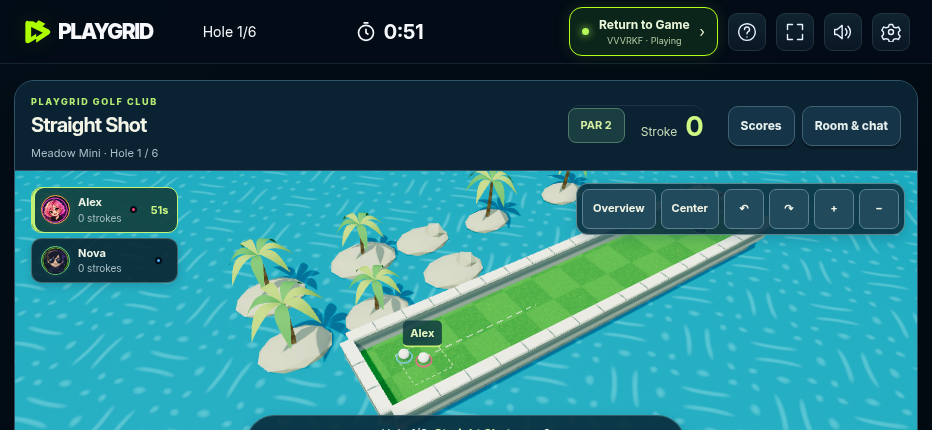 PLAYGRID
Hole 1/6
0:51
Return to Game
VVVRKF · Playing
PLAYGRID GOLF CLUB
Straight Shot
Meadow Mini · Hole 1 / 6
PAR 2
Stroke 0
Scores
Room & chat
Alex
0 strokes
51s
Nova
0 strokes
Overview
Center
Alex